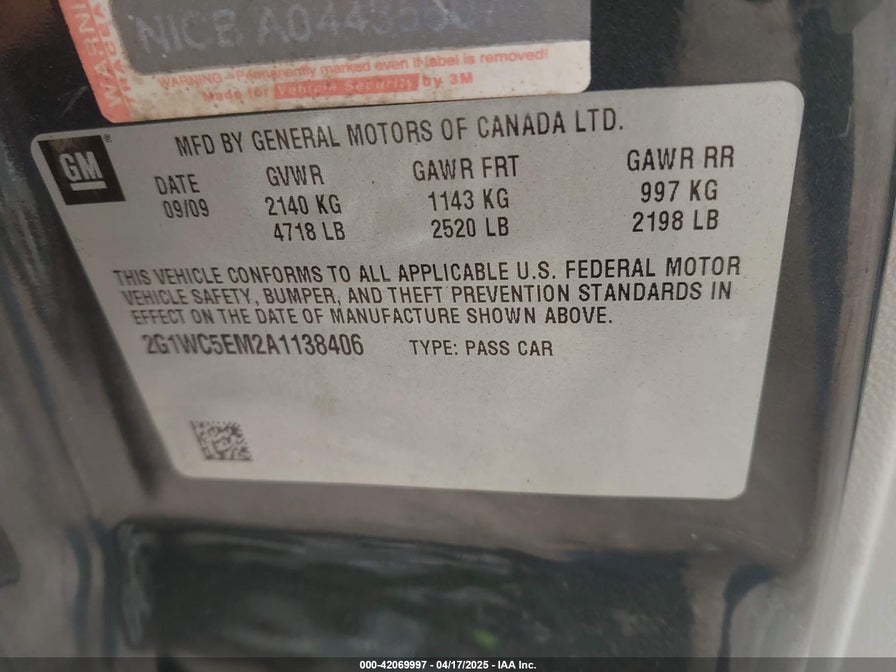 WARNING
NICB A0443
WARNING - Permanently marked even if label is removed!
Made for Vehicle Security by 3M
GM
MFD BY GENERAL MOTORS OF CANADA LTD.
DATE GVWR GAWR FRT GAWR RR
09/09 2140 KG 1143 KG 997 KG
4718 LB 2520 LB 2198 LB
THIS VEHICLE CONFORMS TO ALL APPLICABLE U.S. FEDERAL MOTOR
VEHICLE SAFETY, BUMPER, AND THEFT PREVENTION STANDARDS IN
EFFECT ON THE DATE OF MANUFACTURE SHOWN ABOVE.
2G1WC5EM2A1138406 TYPE: PASS CAR
000-42069997 - 04/17/2025 - IAA Inc.